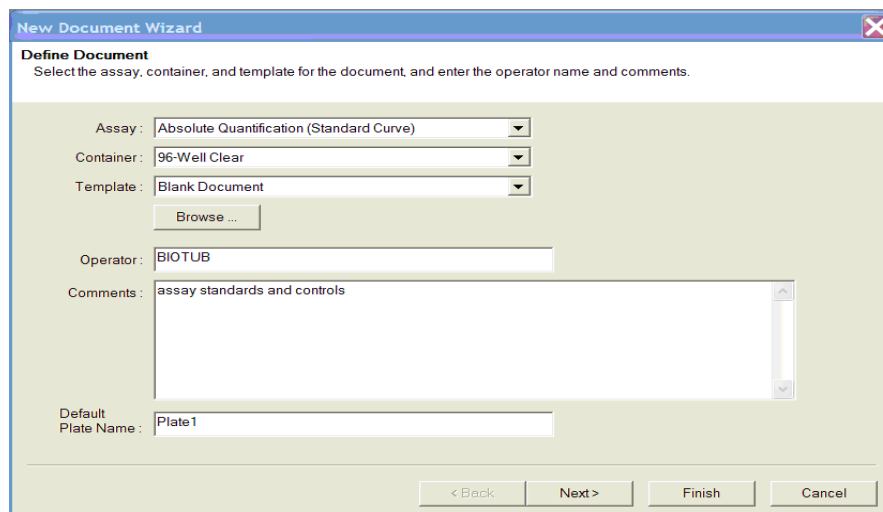 New Document Wizard
Define Document
Select the assay, container, and template for the document, and enter the operator name and comments.
Assay : Absolute Quantification (Standard Curve)
Container : 96-Well Clear
Template : Blank Document
Browse ...
Operator : BIOTUB
Comments : assay standards and controls
Default
Plate Name : Plate1
< Back Next > Finish Cancel